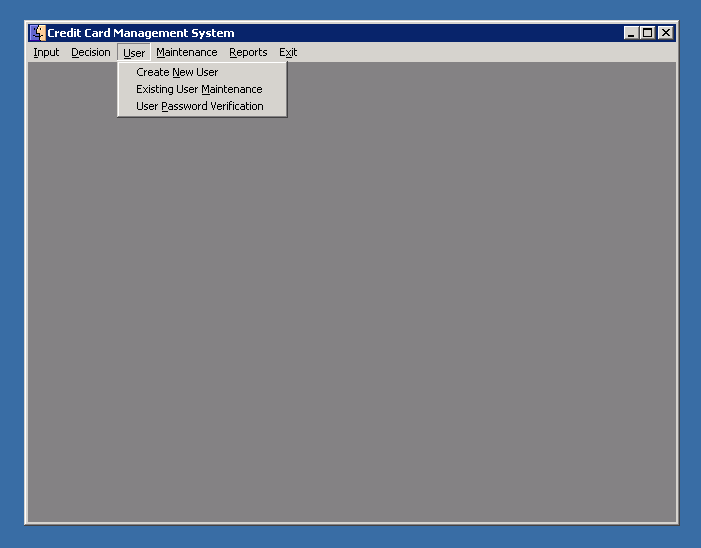 Credit Card Management System
Input Decision User Maintenance Reports Exit
Create New User
Existing User Maintenance
User Password Verification